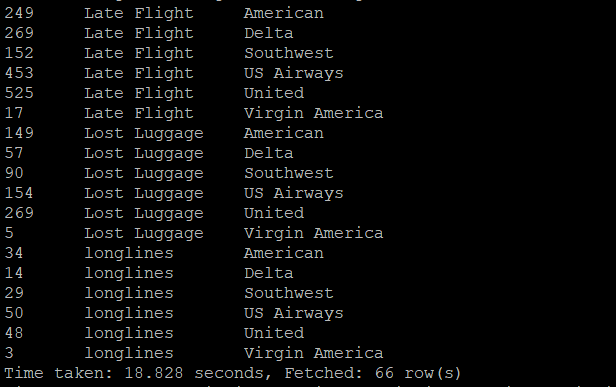 249 Late Flight American
269 Late Flight Delta
152 Late Flight Southwest
453 Late Flight US Airways
525 Late Flight United
17 Late Flight Virgin America
149 Lost Luggage American
57 Lost Luggage Delta
90 Lost Luggage Southwest
154 Lost Luggage US Airways
269 Lost Luggage United
5 Lost Luggage Virgin America
34 longlines American
14 longlines Delta
29 longlines Southwest
50 longlines US Airways
48 longlines United
3 longlines Virgin America
Time taken: 18.828 seconds, Fetched: 66 row(s)